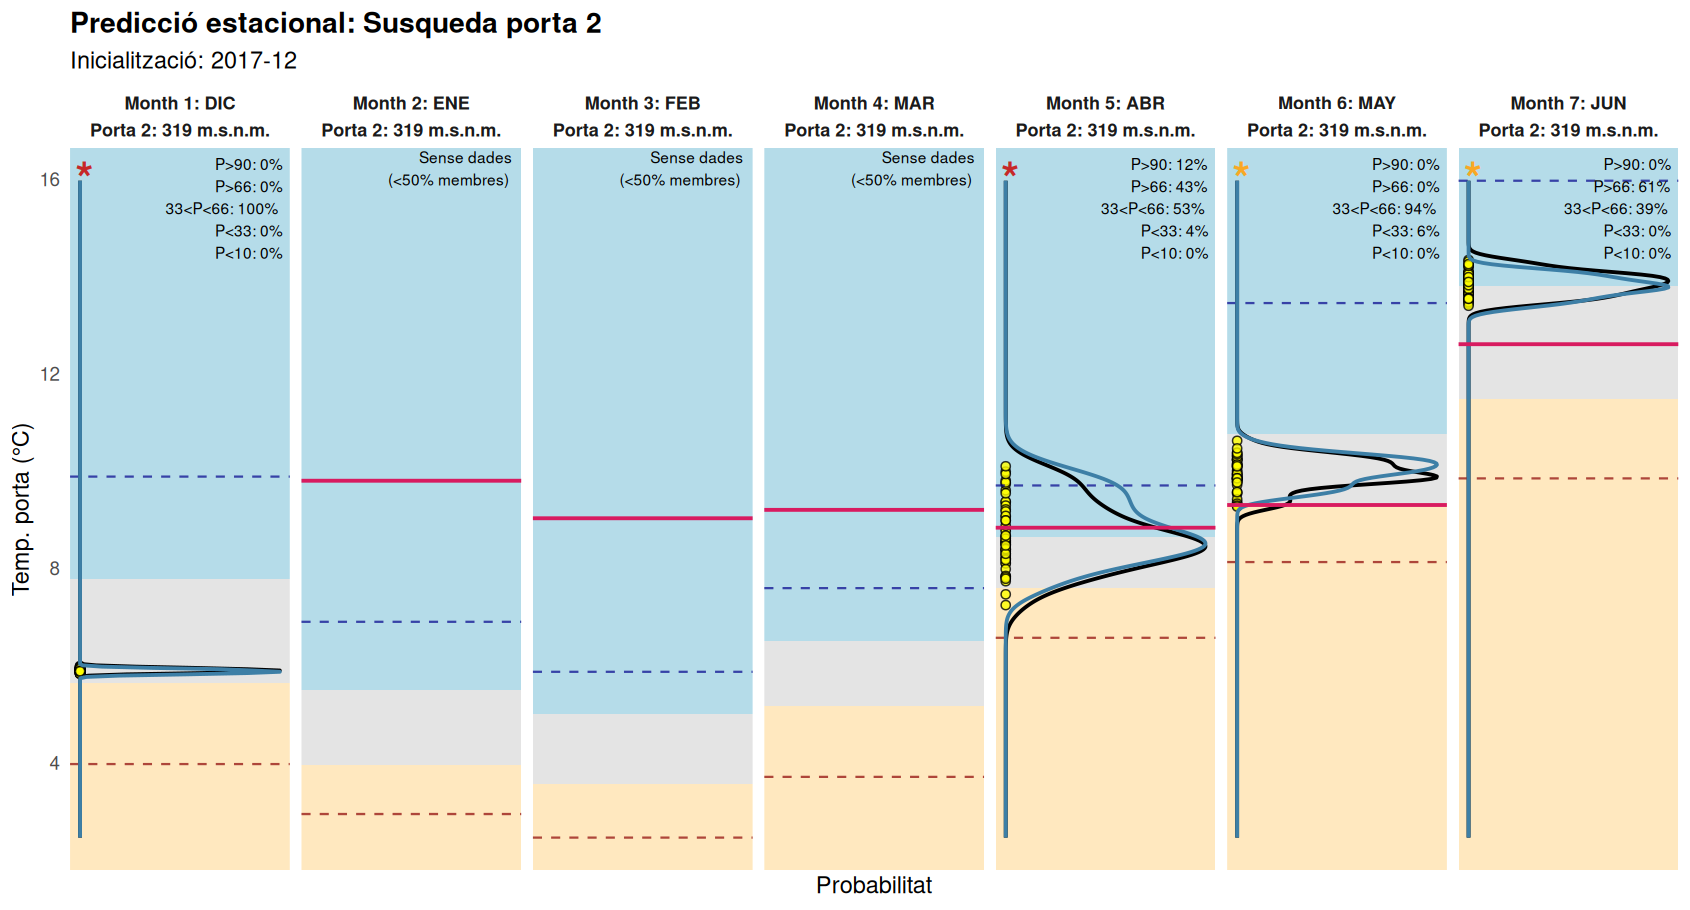 Predicció estacional: Susqueda porta 2
Inicialització: 2017-12
Month 1: DIC
Porta 2: 319 m.s.n.m.
Month 2: ENE
Porta 2: 319 m.s.n.m.
Month 3: FEB
Porta 2: 319 m.s.n.m.
Month 4: MAR
Porta 2: 319 m.s.n.m.
Month 5: ABR
Porta 2: 319 m.s.n.m.
Month 6: MAY
Porta 2: 319 m.s.n.m.
Month 7: JUN
Porta 2: 319 m.s.n.m.
*
P>90: 0%
P>66: 0%
33<P<66: 100%
P<33: 0%
P<10: 0%
Sense dades
(<50% membres)
Sense dades
(<50% membres)
Sense dades
(<50% membres)
*
P>90: 12%
P>66: 43%
33<P<66: 53%
P<33: 4%
P<10: 0%
*
P>90: 0%
P>66: 0%
33<P<66: 94%
P<33: 6%
P<10: 0%
*
P>90: 0%
P>66: 61%
33<P<66: 39%
P<33: 0%
P<10: 0%
16
12
8
4
Temp. porta (°C)
Probabilitat